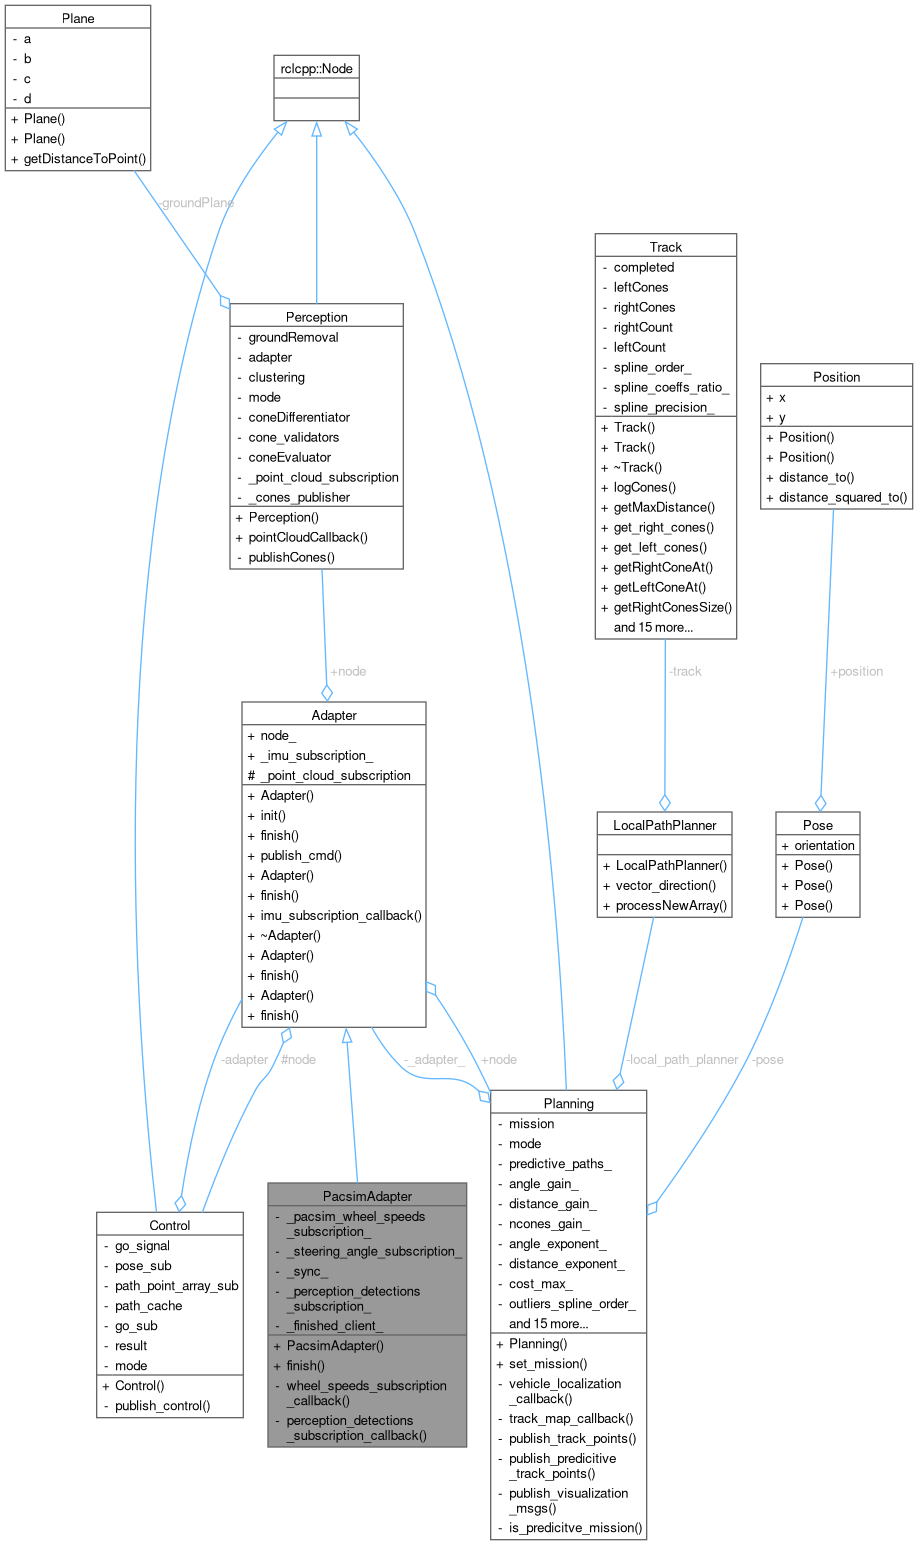 Plane
- a
- b
- c
- d
+ Plane()
+ Plane()
+ getDistanceToPoint()
rclcpp::Node
-groundPlane
Perception
- groundRemoval
- adapter
- clustering
- mode
- coneDifferentiator
- cone_validators
- coneEvaluator
- _point_cloud_subscription
- _cones_publisher
+ Perception()
+ pointCloudCallback()
- publishCones()
Track
- completed
- leftCones
- rightCones
- rightCount
- leftCount
- spline_order_
- spline_coeffs_ratio_
- spline_precision_
+ Track()
+ Track()
+ ~Track()
+ logCones()
+ getMaxDistance()
+ get_right_cones()
+ get_left_cones()
+ getRightConeAt()
+ getLeftConeAt()
+ getRightConesSize()
and 15 more...
Position
+ x
+ y
+ Position()
+ Position()
+ distance_to()
+ distance_squared_to()
+node
-track
+position
Adapter
+ node_
+ _imu_subscription_
# _point_cloud_subscription
+ Adapter()
+ init()
+ finish()
+ publish_cmd()
+ Adapter()
+ finish()
+ imu_subscription_callback()
+ ~Adapter()
+ Adapter()
+ finish()
+ Adapter()
+ finish()
LocalPathPlanner
+ LocalPathPlanner()
+ vector_direction()
+ processNewArray()
Pose
+ orientation
+ Pose()
+ Pose()
+ Pose()
-adapter
#node
-_adapter_
+node
-local_path_planner
-pose
Control
- go_signal
- pose_sub
- path_point_array_sub
- path_cache
- go_sub
- result
- mode
+ Control()
- publish_control()
PacsimAdapter
- _pacsim_wheel_speeds
_subscription_
- _steering_angle_subscription_
- _sync_
- _perception_detections
_subscription_
- _finished_client_
+ PacsimAdapter()
+ finish()
- wheel_speeds_subscription
_callback()
- perception_detections
_subscription_callback()
Planning
- mission
- mode
- predictive_paths_
- angle_gain_
- distance_gain_
- ncones_gain_
- angle_exponent_
- distance_exponent_
- cost_max_
- outliers_spline_order_
and 15 more...
+ Planning()
+ set_mission()
- vehicle_localization
_callback()
- track_map_callback()
- publish_track_points()
- publish_predicitive
_track_points()
- publish_visualization
_msgs()
- is_predicitve_mission()